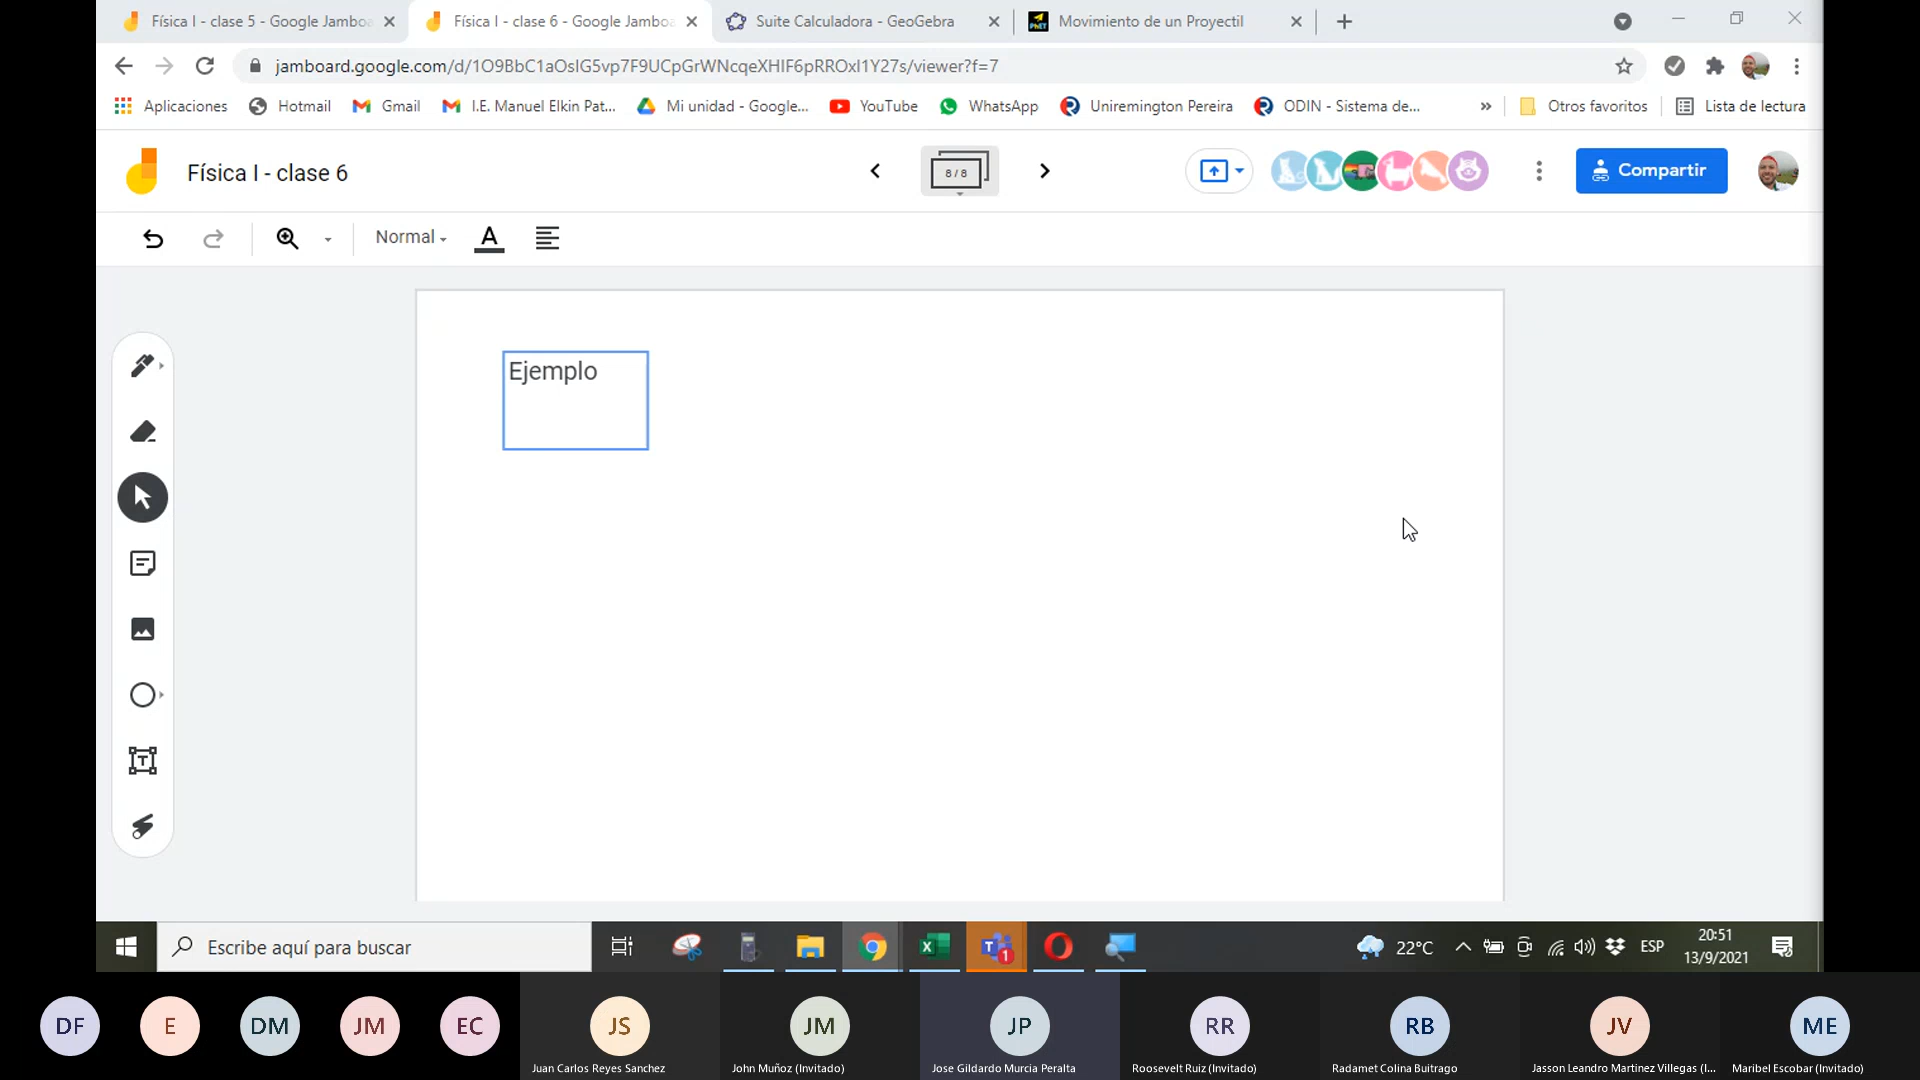 Física I - clase 5 - Google Jamboa
Física I - clase 6 - Google Jamboa
Suite Calculadora - GeoGebra
Movimiento de un Proyectil
jamboard.google.com/d/1O9BbC1aOsIG5vp7F9UCpGrWNcqeXHIF6pRROxI1Y27s/viewer?f=7
Aplicaciones
Hotmail
Gmail
I.E. Manuel Elkin Pat...
Mi unidad - Google...
YouTube
WhatsApp
Uniremington Pereira
ODIN - Sistema de...
»
Otros favoritos
Lista de lectura
Física I - clase 6
8 / 8
Compartir
Normal
A
Ejemplo
Escribe aquí para buscar
1
22°C
ESP
20:51
13/9/2021
DF
E
DM
JM
EC
JS
JM
JP
RR
RB
JV
ME
Juan Carlos Reyes Sanchez
John Muñoz (Invitado)
Jose Gildardo Murcia Peralta
Roosevelt Ruiz (Invitado)
Radamet Colina Buitrago
Jasson Leandro Martinez Villegas (I...
Maribel Escobar (Invitado)